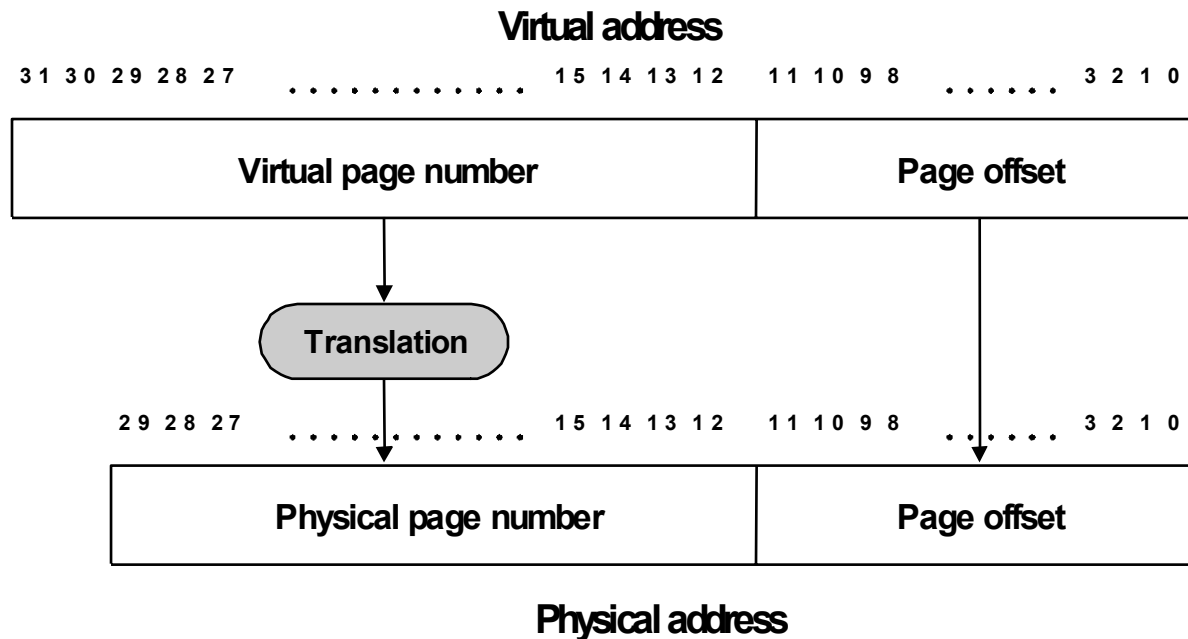 Virtual address
31 30 29 28 27 ............ 15 14 13 12 11 10 9 8 ...... 3 2 1 0
Virtual page number Page offset
Translation
29 28 27 ............ 15 14 13 12 11 10 9 8 ...... 3 2 1 0
Physical page number Page offset
Physical address